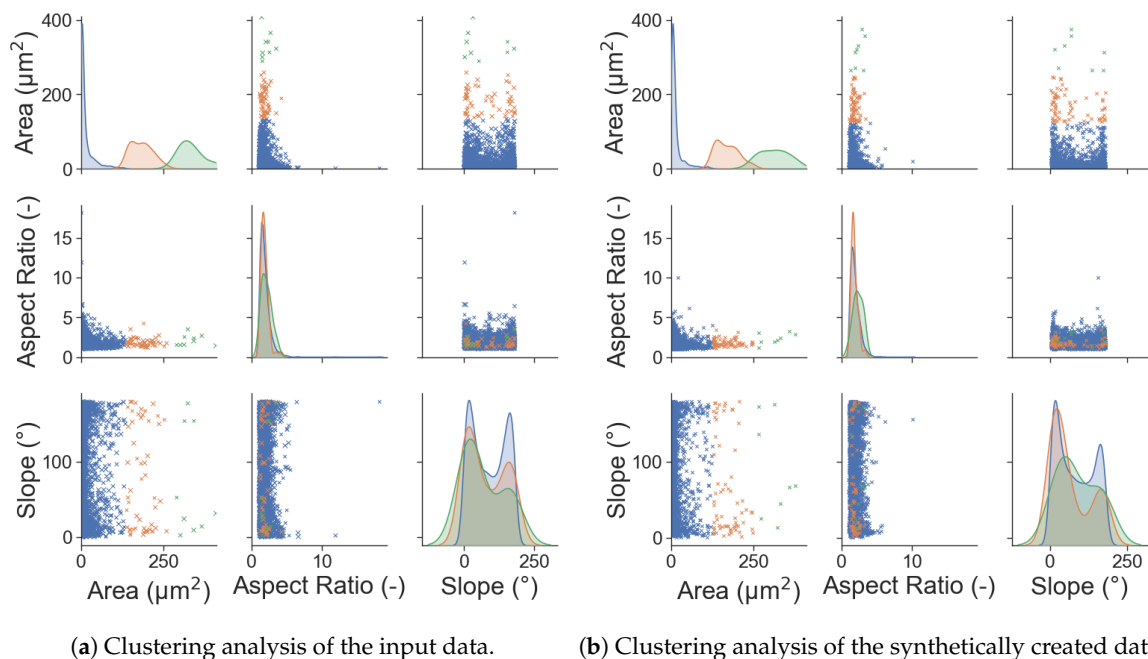 400
200
0
Area (µm²)
400
200
0
Area (µm²)
15
10
5
0
Aspect Ratio (-)
15
10
5
0
Aspect Ratio (-)
100
0
Slope (°)
100
0
Slope (°)
0 250 10 0 250
0 250 0 10 0 250
Area (µm²) Aspect Ratio (-) Slope (°)
Area (µm²) Aspect Ratio (-) Slope (°)
(a) Clustering analysis of the input data.
(b) Clustering analysis of the synthetically created dat